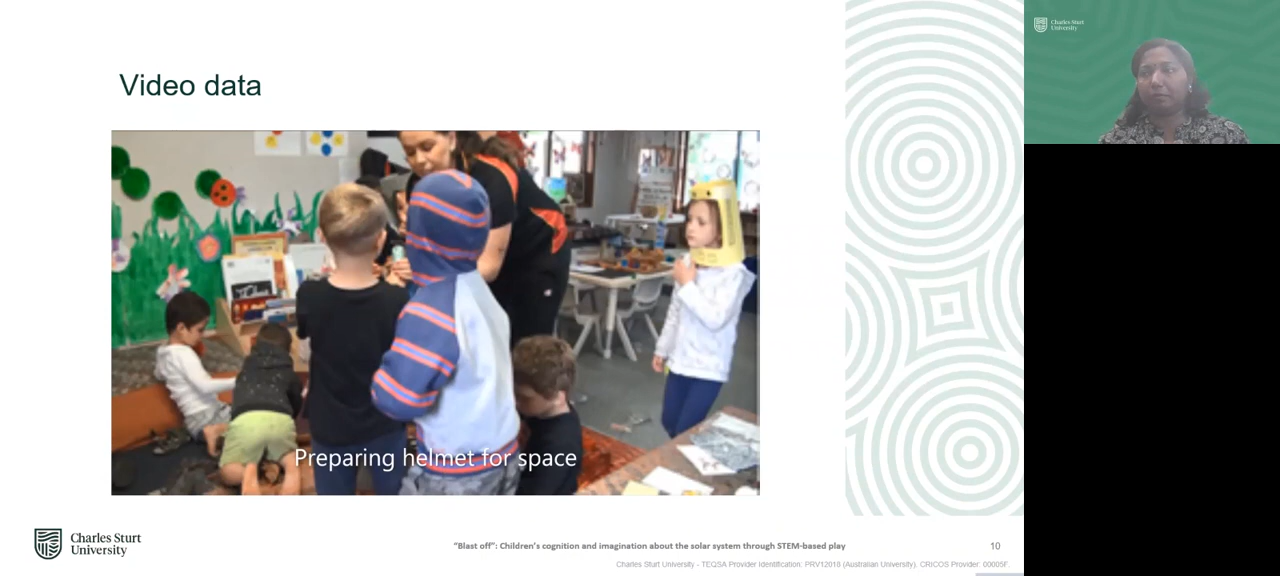 Video data
Preparing helmet for space
Charles Sturt
University
"Blast off": Children's cognition and imagination about the solar system through STEM-based play
10
Charles Sturt University - TEQSA Provider Identification: PRV12018 (Australian University). CRICOS Provider: 00005F.
Charles Sturt
University